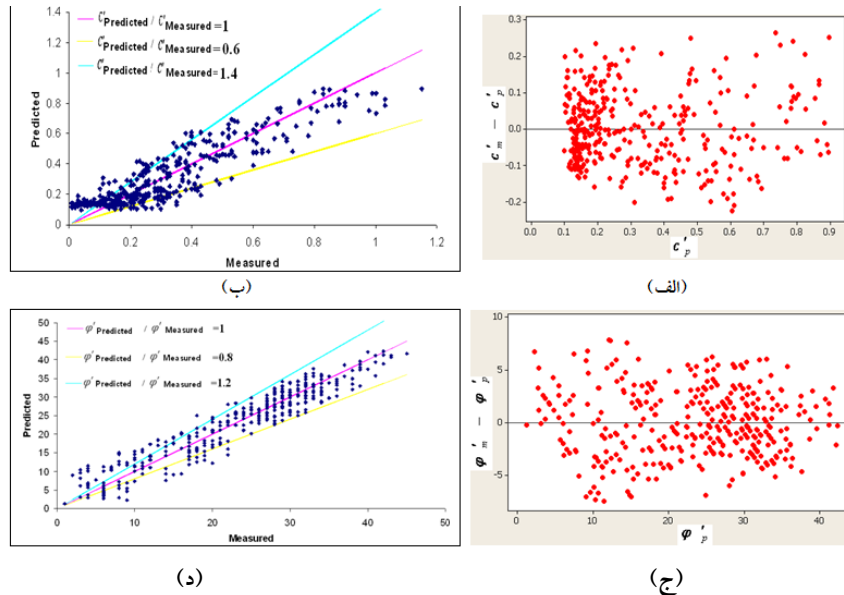 C'Predicted / C'Measured =1
C'Predicted / C'Measured =0.6
C'Predicted / C'Measured =1.4
1.4
1.2
1
0.8
0.6
0.4
0.2
0
Predicted
0 0.2 0.4 0.6 0.8 1 1.2
Measured
(ب)
0.3
0.2
0.1
0.0
-0.1
-0.2
c'm - c'p
0.0 0.1 0.2 0.3 0.4 0.5 0.6 0.7 0.8 0.9
c'p
(الف)
φ'Predicted / φ'Measured =1
φ'Predicted / φ'Measured =0.8
φ'Predicted / φ'Measured =1.2
50
45
40
35
30
25
20
15
10
5
0
Predicted
0 10 20 30 40 50
Measured
(د)
10
5
0
-5
φ'm - φ'p
0 10 20 30 40
φ'p
(ج)